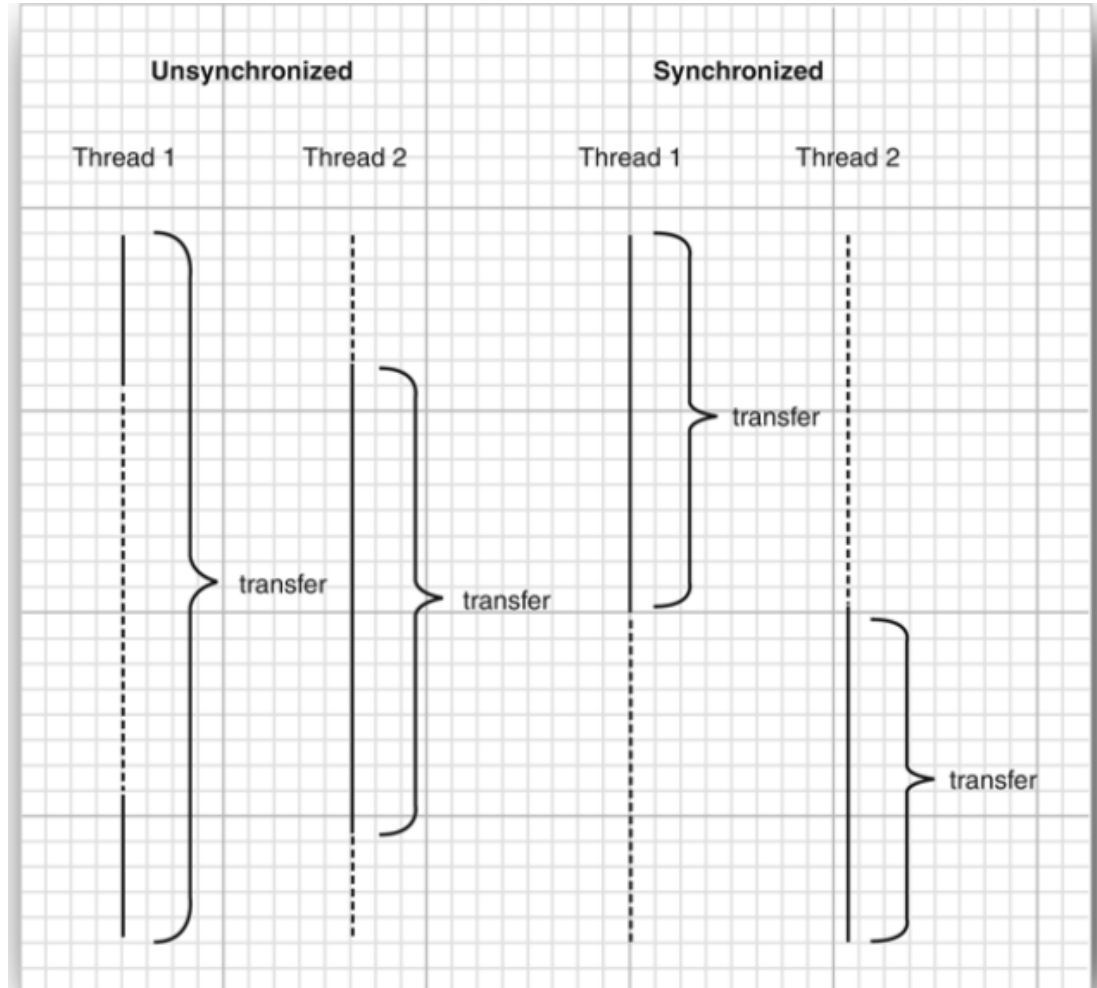 Unsynchronized
Synchronized
Thread 1
Thread 2
Thread 1
Thread 2
transfer
transfer
transfer
transfer